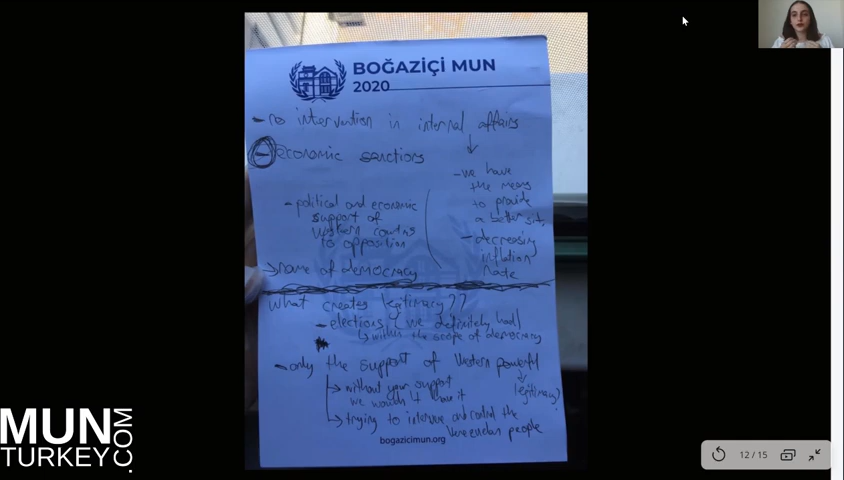 BOĞAZİÇİ MUN
2020
- no intervention in internal affairs
- economic sanctions
- we have
the means
to provide
a better sit.
- decreasing
inflation
rate
- political and economic
support of
western countries
to opposition
→ name of democracy
What creates legitimacy??
- elections (we definitely had)
↳ within the scope of democracy
- only the support of Western powerful
legitimacy?
→ without your support
we wouldn't have it
→ trying to intervene and control the
Venezuelan people
bogazicimun.org
MUN
TURKEY.COM
12 / 15